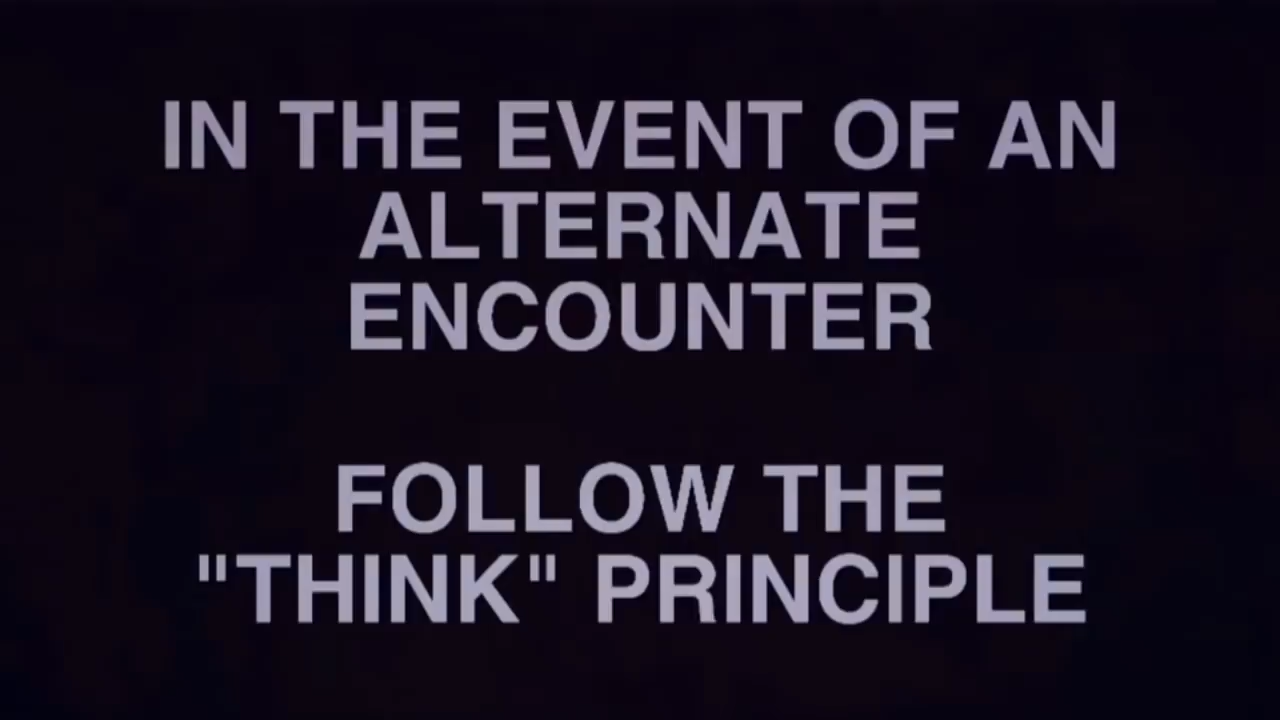 IN THE EVENT OF AN
ALTERNATE
ENCOUNTER
FOLLOW THE
"THINK" PRINCIPLE